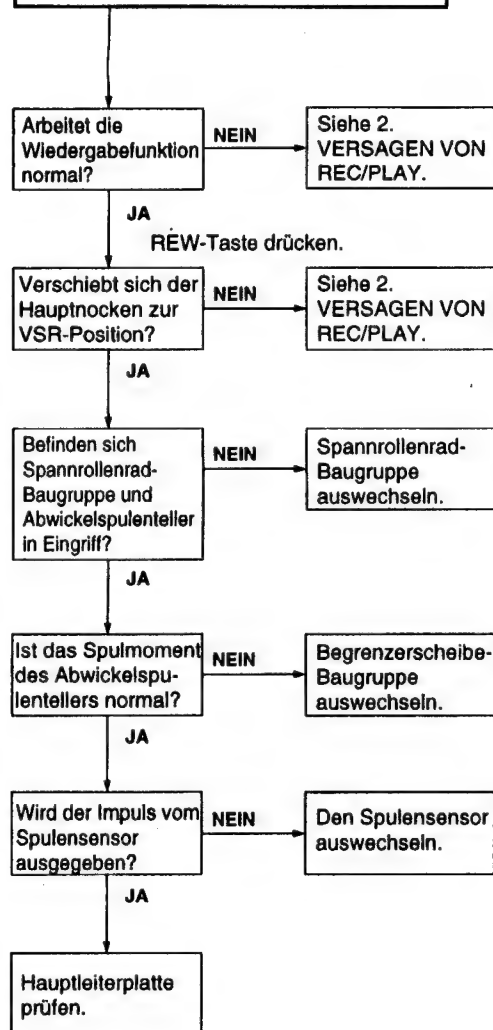 Arbeitet die
Wiedergabefunktion
normal?
NEIN
Siehe 2.
VERSAGEN VON
REC/PLAY.
JA
REW-Taste drücken.
Verschiebt sich der
Hauptnocken zur
VSR-Position?
NEIN
Siehe 2.
VERSAGEN VON
REC/PLAY.
JA
Befinden sich
Spannrollenrad-
Baugruppe und
Abwickelspulenteller
in Eingriff?
NEIN
Spannrollenrad-
Baugruppe
auswechseln.
JA
Ist das Spulmoment
des Abwickelspu-
lentellers normal?
NEIN
Begrenzerscheibe-
Baugruppe
auswechseln.
JA
Wird der Impuls vom
Spulensensor
ausgegeben?
NEIN
Den Spulensensor
auswechseln.
JA
Hauptleiterplatte
prüfen.